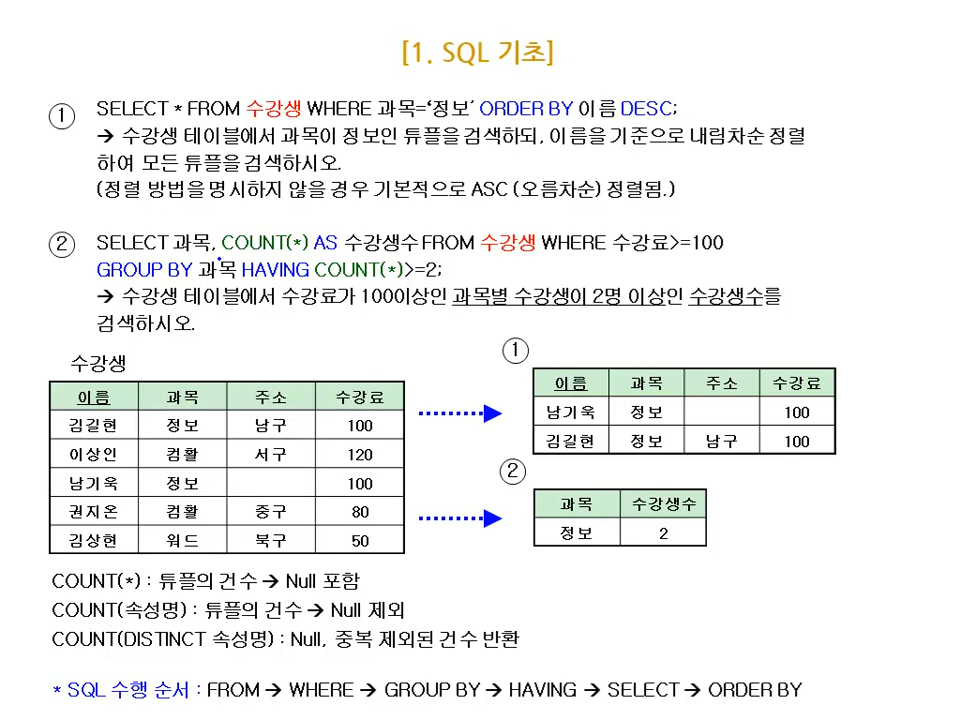 [1. SQL 기초]
① SELECT * FROM 수강생 WHERE 과목=‘정보’ ORDER BY 이름 DESC;
→ 수강생 테이블에서 과목이 정보인 튜플을 검색하되, 이름을 기준으로 내림차순 정렬
하여 모든 튜플을 검색하시오.
(정렬 방법을 명시하지 않을 경우 기본적으로 ASC (오름차순) 정렬됨.)
② SELECT 과목, COUNT(*) AS 수강생수 FROM 수강생 WHERE 수강료>=100
GROUP BY 과목 HAVING COUNT(*)>=2;
→ 수강생 테이블에서 수강료가 100이상인 과목별 수강생이 2명 이상인 수강생수를
검색하시오.
수강생
이름 과목 주소 수강료
김길현 정보 남구 100
이상인 컴활 서구 120
남기욱 정보 100
권지온 컴활 중구 80
김상현 워드 북구 50
①
이름 과목 주소 수강료
남기욱 정보 100
김길현 정보 남구 100
②
과목 수강생수
정보 2
COUNT(*) : 튜플의 건수 → Null 포함
COUNT(속성명) : 튜플의 건수 → Null 제외
COUNT(DISTINCT 속성명) : Null, 중복 제외된 건수 반환
* SQL 수행 순서 : FROM → WHERE → GROUP BY → HAVING → SELECT → ORDER BY